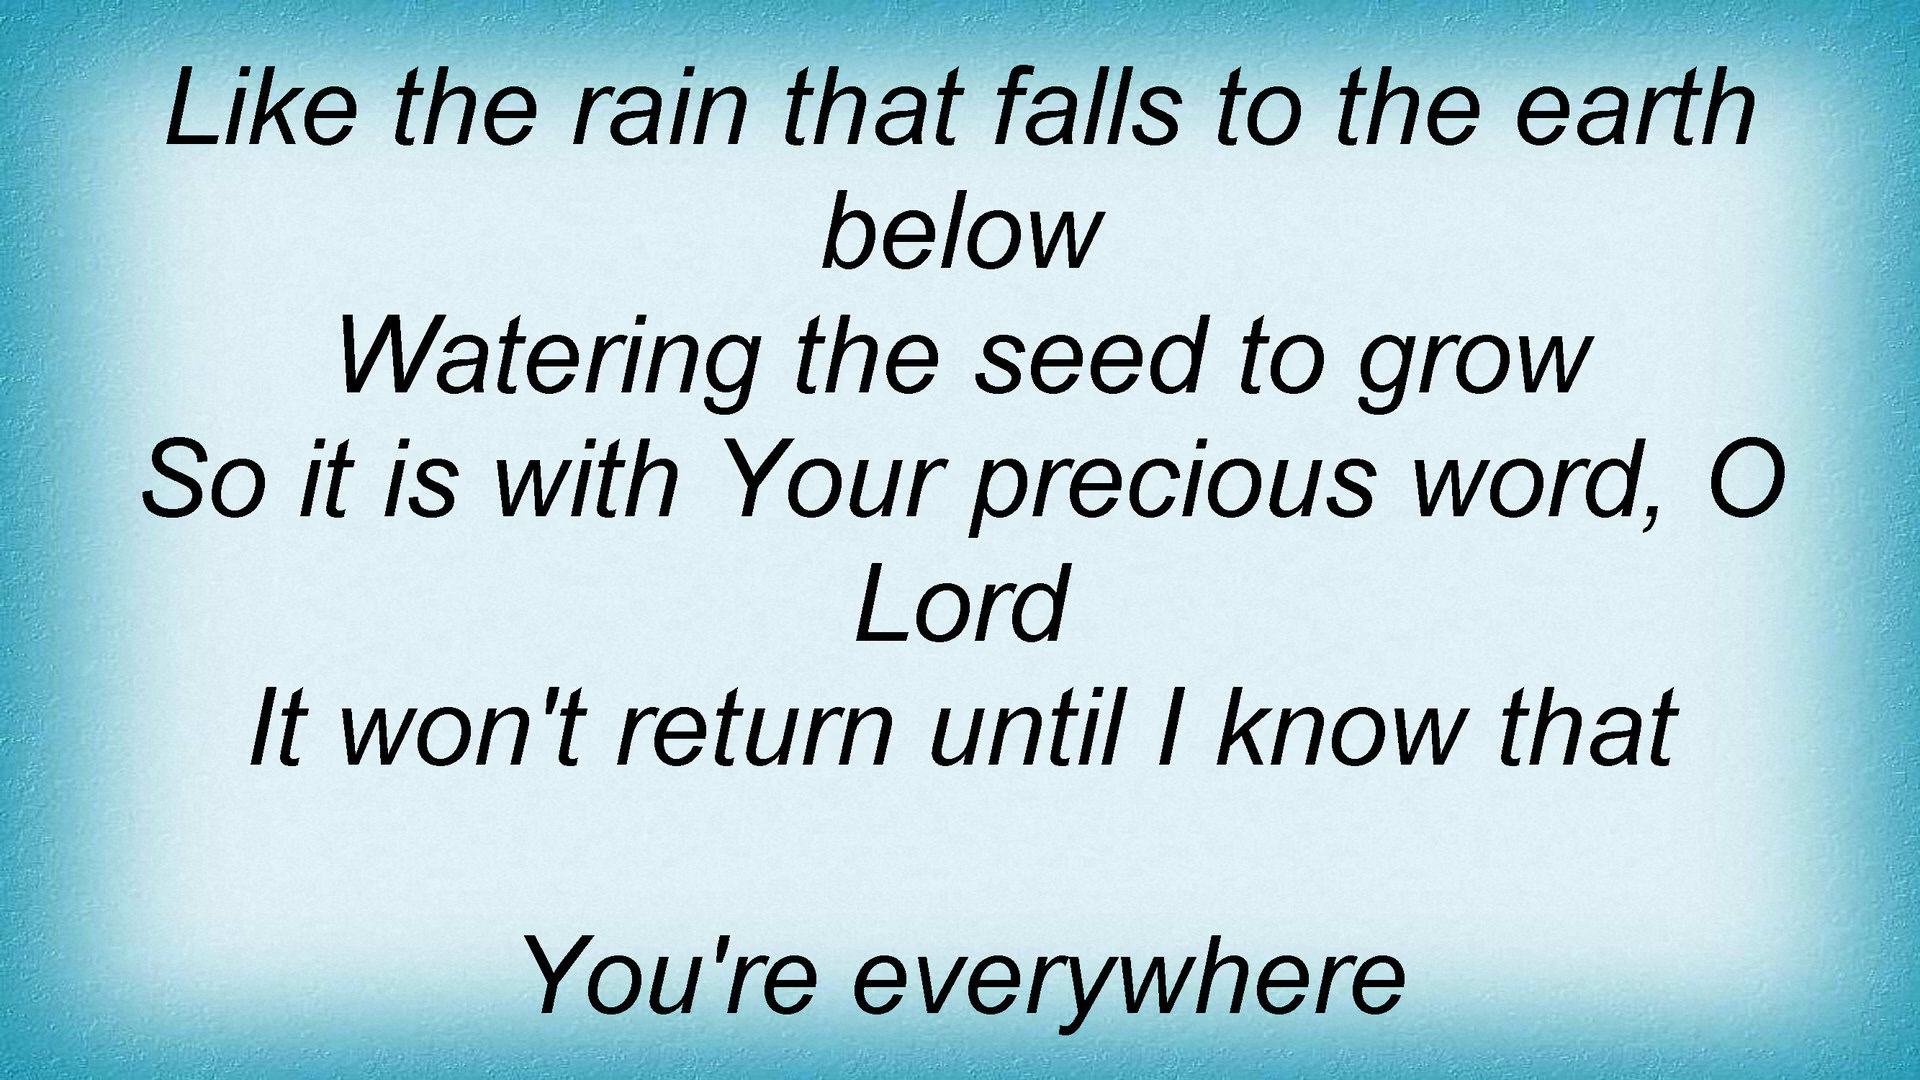 Like the rain that falls to the earth
below
Watering the seed to grow
So it is with Your precious word, O
Lord
It won't return until I know that
You're everywhere